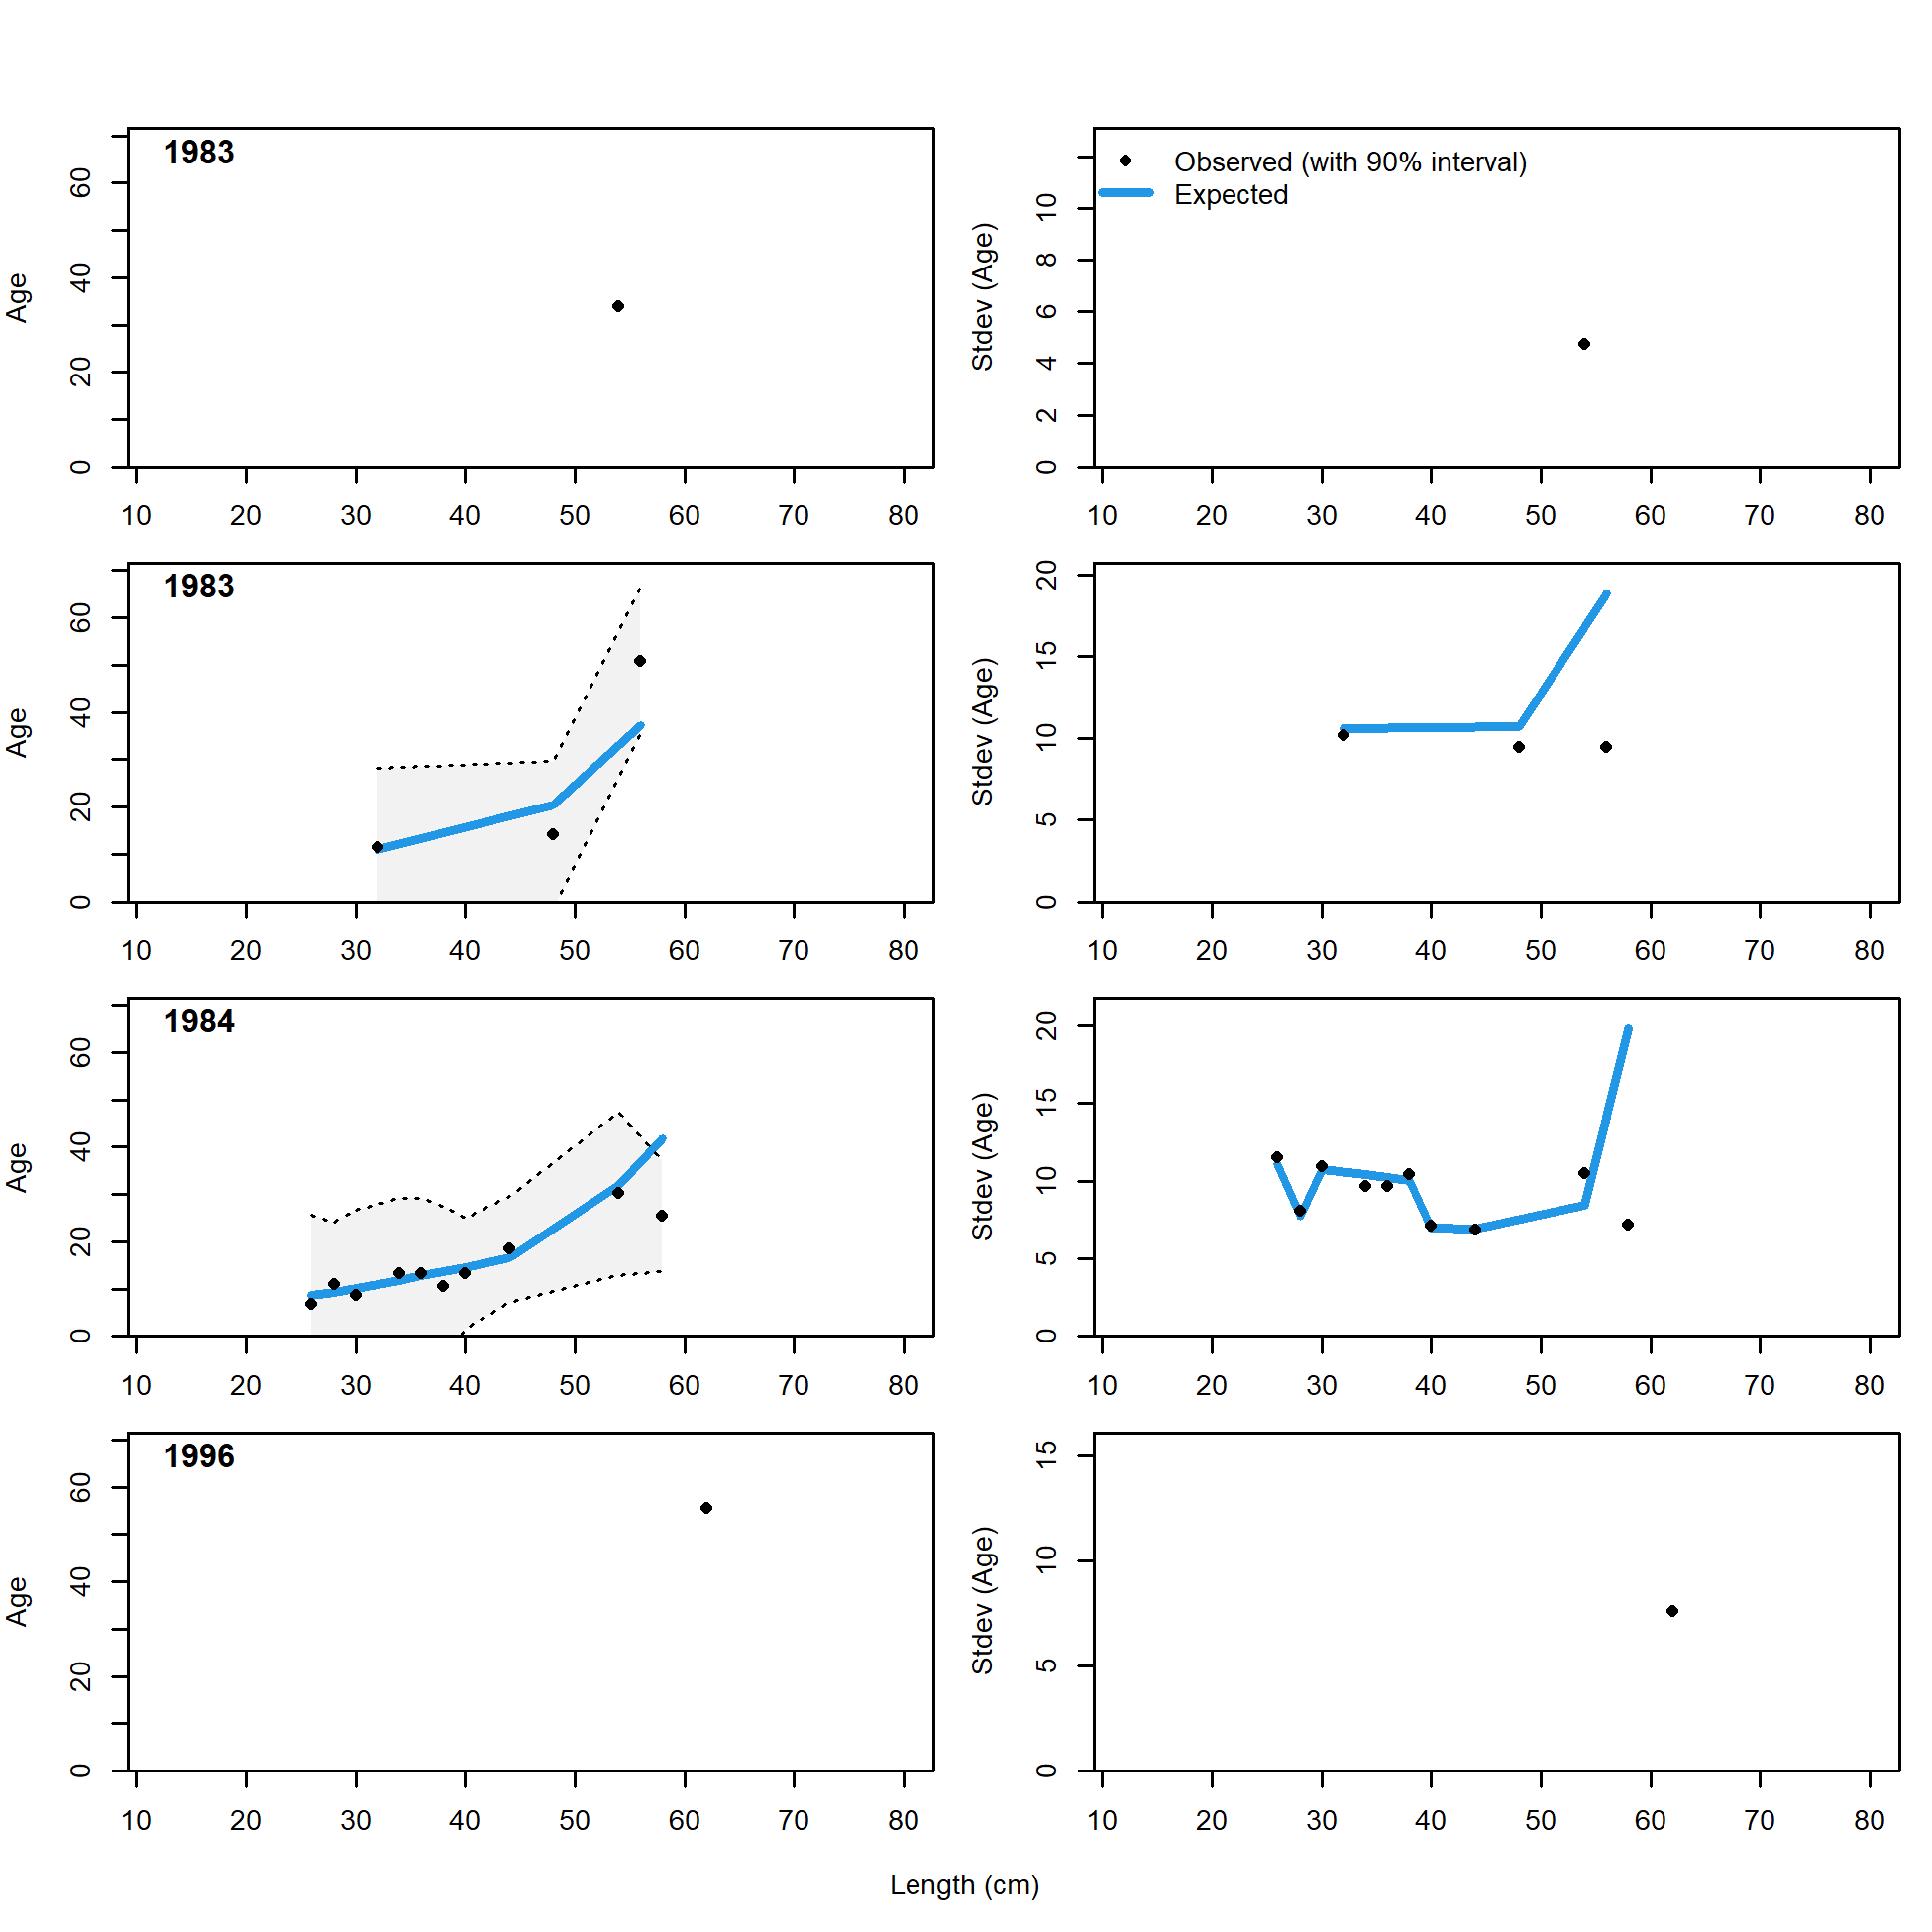 1983
Age
0 20 40 60
10 20 30 40 50 60 70 80
Observed (with 90% interval)
Expected
Stdev (Age)
0 2 4 6 8 10
10 20 30 40 50 60 70 80
1983
Age
0 20 40 60
10 20 30 40 50 60 70 80
Stdev (Age)
0 5 10 15 20
10 20 30 40 50 60 70 80
1984
Age
0 20 40 60
10 20 30 40 50 60 70 80
Stdev (Age)
0 5 10 15 20
10 20 30 40 50 60 70 80
1996
Age
0 20 40 60
10 20 30 40 50 60 70 80
Stdev (Age)
0 5 10 15
10 20 30 40 50 60 70 80
Length (cm)